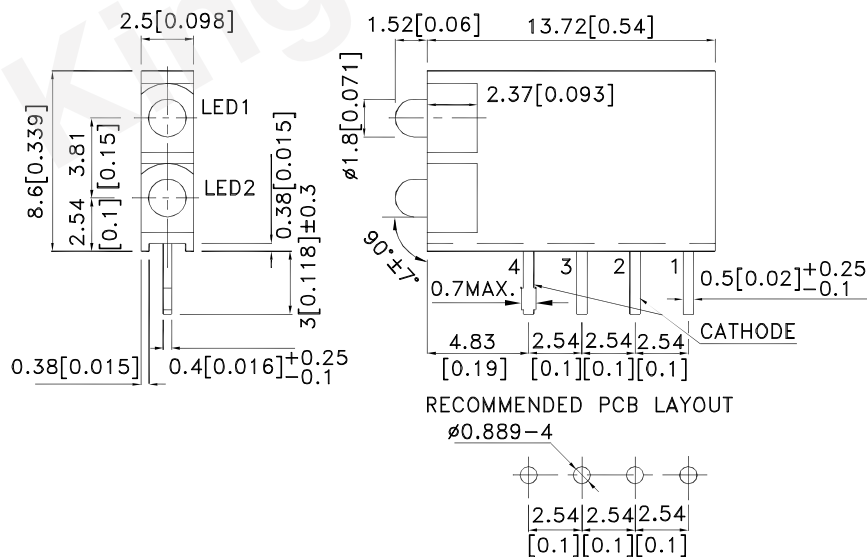 2.5[0.098]
1.52[0.06]
13.72[0.54]
LED1
LED2
8.6[0.339]
3.81
[0.15]
2.54
[0.1]
0.38[0.015]
3[0.118]±0.3
ø1.8[0.071]
2.37[0.093]
90°±7°
4 3 2 1
0.7MAX.
0.5[0.02]+0.25
−0.1
CATHODE
0.38[0.015]
0.4[0.016]+0.25
−0.1
4.83 2.54 2.54 2.54
[0.19] [0.1][0.1][0.1]
RECOMMENDED PCB LAYOUT
ø0.889−4
2.54 2.54 2.54
[0.1][0.1][0.1]
King